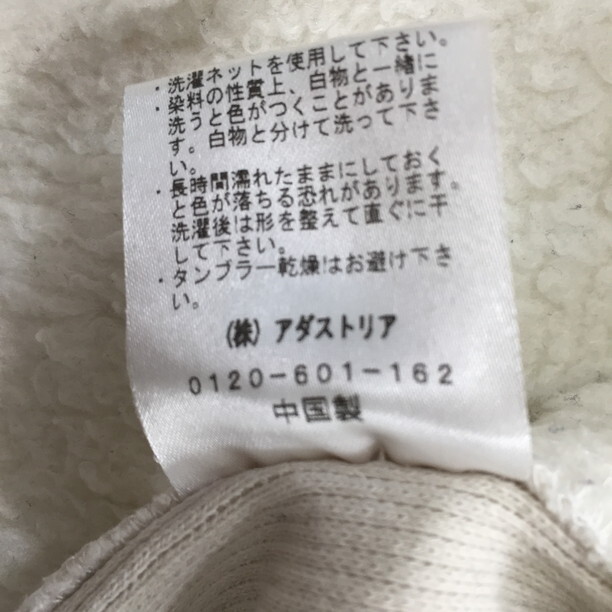 ・洗濯ネットを使用して下さい。
・染料の性質上、白物と一緒に
洗うと色がつくことがありま
す。白物と分けて洗って下さ
い。
・長時間濡れたままにしておく
と色が落ちる恐れがあります。
洗濯後は形を整えて直ぐに干
して下さい。
・タンブラー乾燥はお避け下さ
い。
(株) アダストリア
0120-601-162
中国製